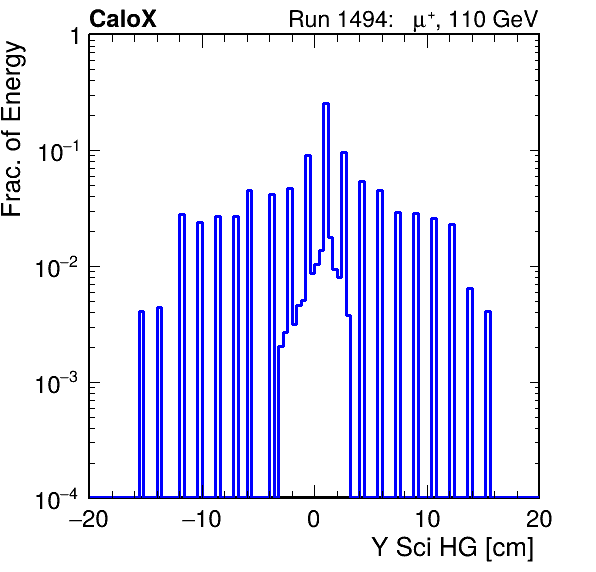 CaloX Run 1494: μ⁺, 110 GeV
Frac. of Energy
1
10⁻¹
10⁻²
10⁻³
10⁻⁴
−20 −10 0 10 20
Y Sci HG [cm]